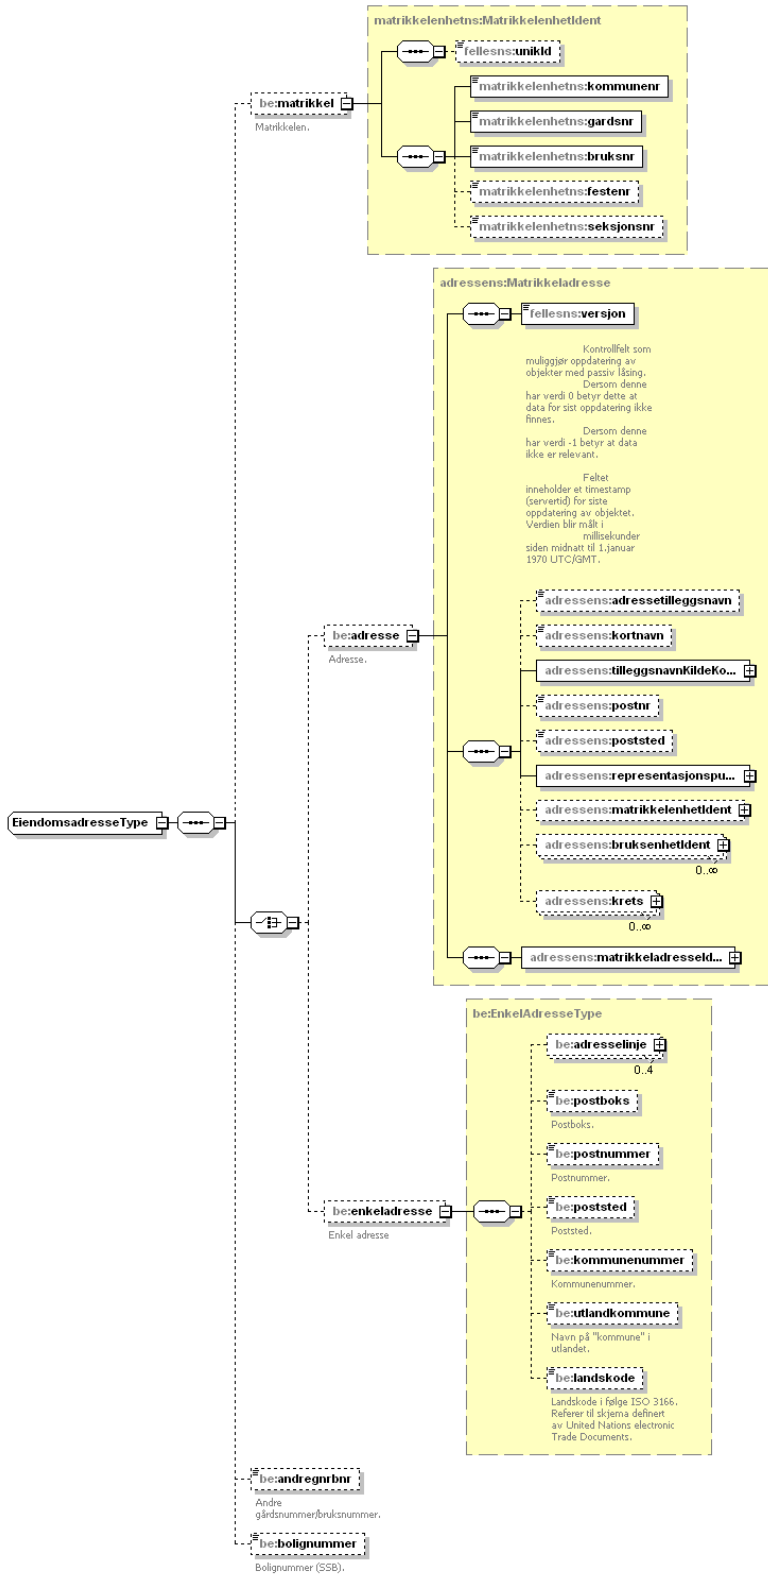 matrikkelenhetns:MatrikkelenhetIdent
fellesns:unikId
matrikkelenhetns:kommunenr
be:matrikkel
Matrikkelen.
matrikkelenhetns:gardsnr
matrikkelenhetns:bruksnr
matrikkelenhetns:festenr
matrikkelenhetns:seksjonsnr
adressens:Matrikkeladresse
fellesns:versjon
Kontrollfelt som
muliggjør oppdatering av
objekter med passiv låsing.
Dersom denne
har verdi 0 betyr dette at
data for sist oppdatering ikke
finnes.
Dersom denne
har verdi -1 betyr at data
ikke er relevant.
Feltet
inneholder et timestamp
(servertid) for siste
oppdatering av objektet.
Verdien blir målt i
millisekunder
siden midnatt til 1.januar
1970 UTC/GMT.
adressens:adressetilleggsnavn
be:adresse
Adresse.
adressens:kortnavn
adressens:tilleggsnavnKildeKo...
adressens:postnr
adressens:poststed
adressens:representasjonspu...
adressens:matrikkelenhetIdent
EiendomsadresseType
adressens:bruksenhetIdent
0..∞
adressens:krets
0..∞
adressens:matrikkeladresseId...
be:EnkelAdresseType
be:adresselinje
0..4
be:postboks
Postboks.
be:postnummer
Postnummer.
be:enkeladresse
Enkel adresse
be:poststed
Poststed.
be:kommunenummer
Kommunenummer.
be:utlandkommune
Navn på "kommune" i
utlandet.
be:landskode
Landskode i følge ISO 3166.
Referer til skjema definert
av United Nations electronic
Trade Documents.
be:andregnrbnr
Andre
gårdsnummer/bruksnummer.
be:bolignummer
Bolignummer (SSB).